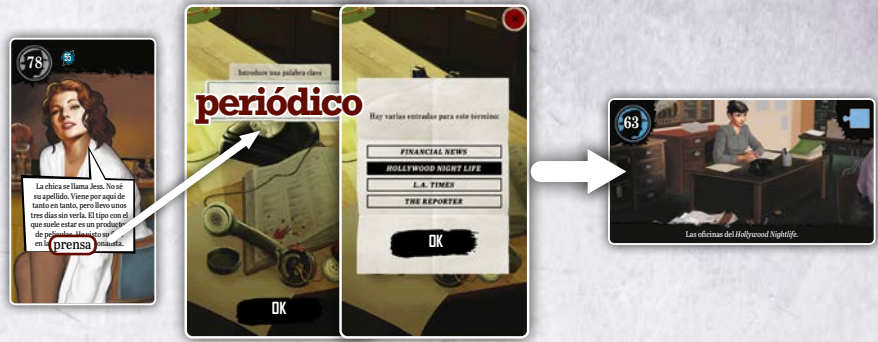 78
55
La chica se llama Jess. No sé
su apellido. Viene por aquí de
tanto en tanto, pero llevo unos
tres días sin verla. El tipo con el
que suele estar es un
de
prensa
Introduce una palabra clave
periódico
OK
Hay varias entradas para este término:
FINANCIAL NEWS
HOLLYWOOD NIGHT LIFE
L.A. TIMES
THE REPORTER
OK
63
Las oficinas del Hollywood Nightlife.